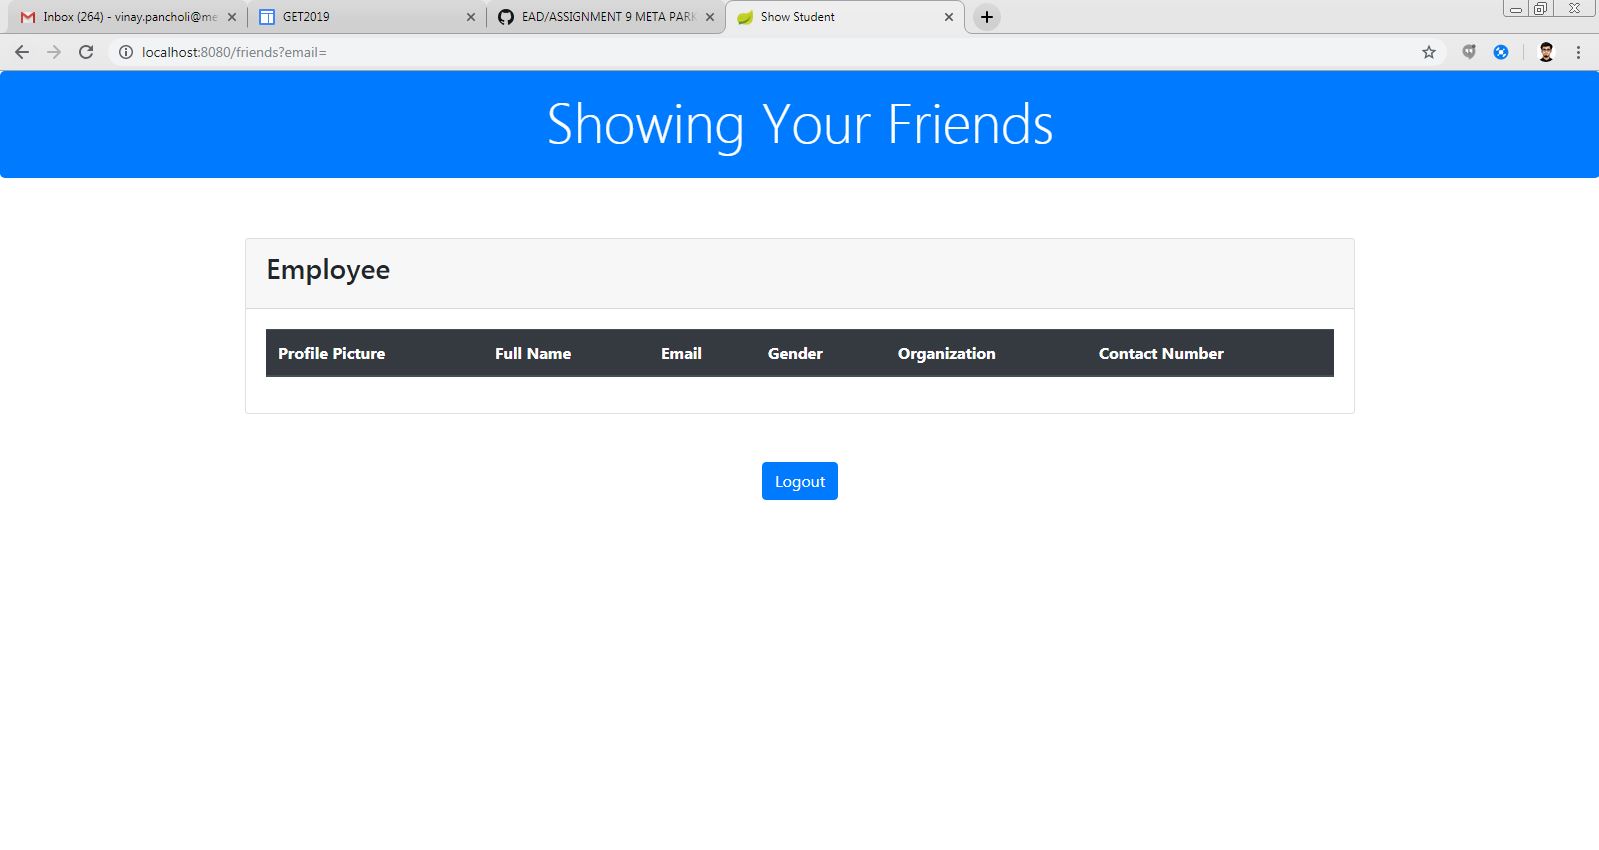 Inbox (264) - vinay.pancholi@me
GET2019
EAD/ASSIGNMENT 9 META PARK
Show Student
localhost:8080/friends?email=
Showing Your Friends
Employee
Profile Picture Full Name Email Gender Organization Contact Number
Logout